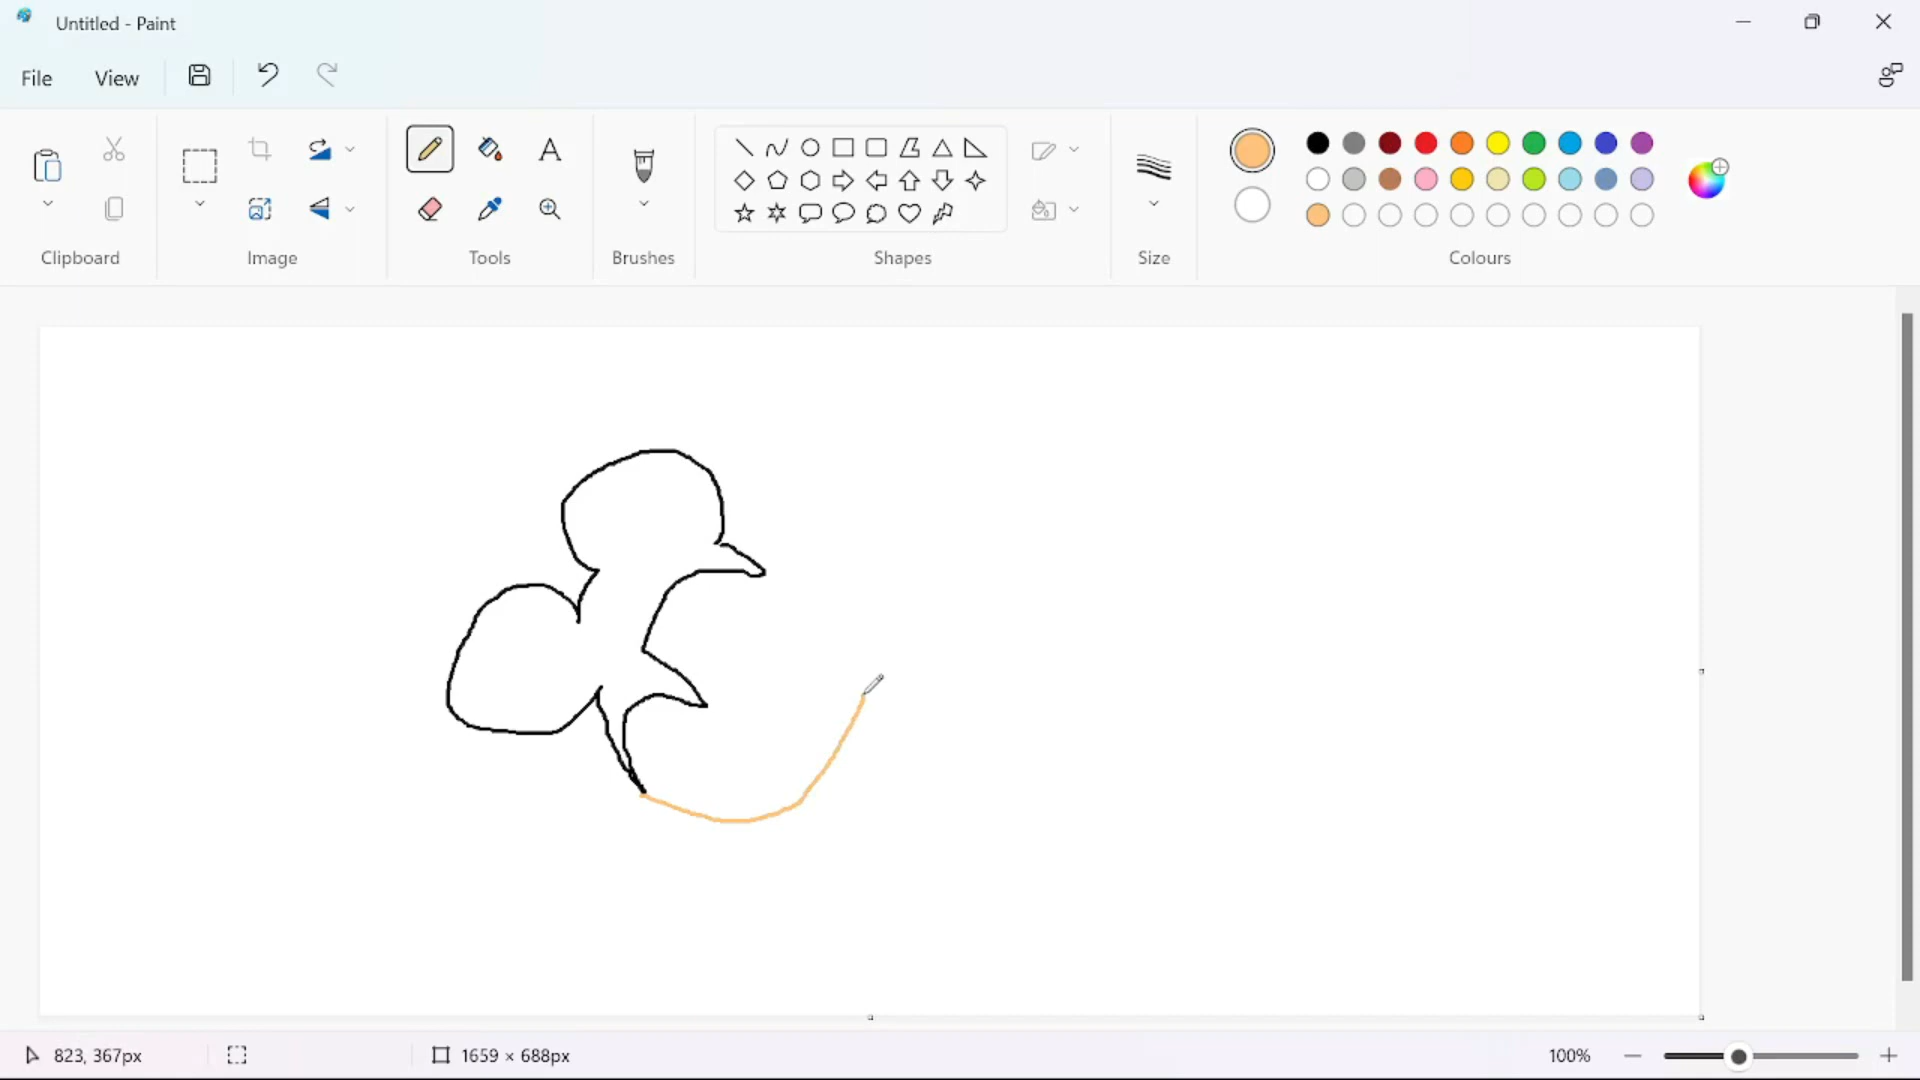 Untitled - Paint
File View
Clipboard Image Tools Brushes Shapes Size Colours
823, 367px 1659 × 688px 100%